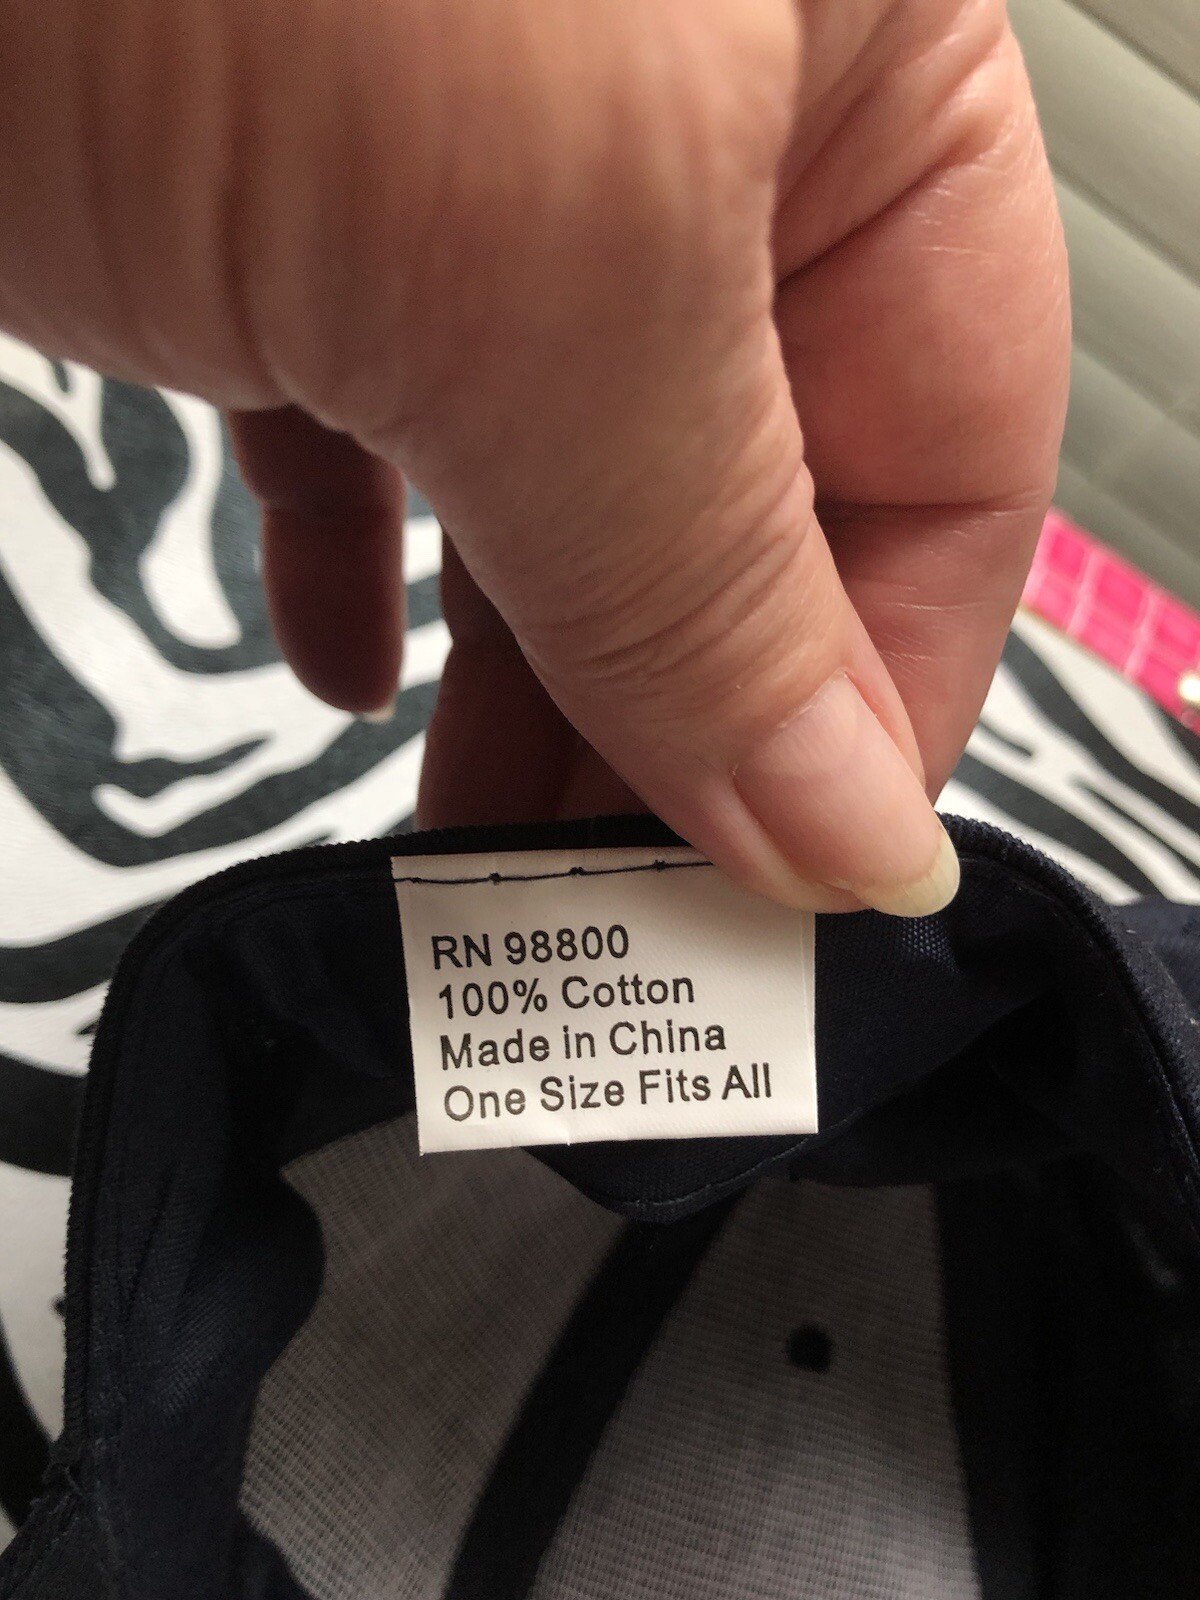 RN 98800
100% Cotton
Made in China
One Size Fits All